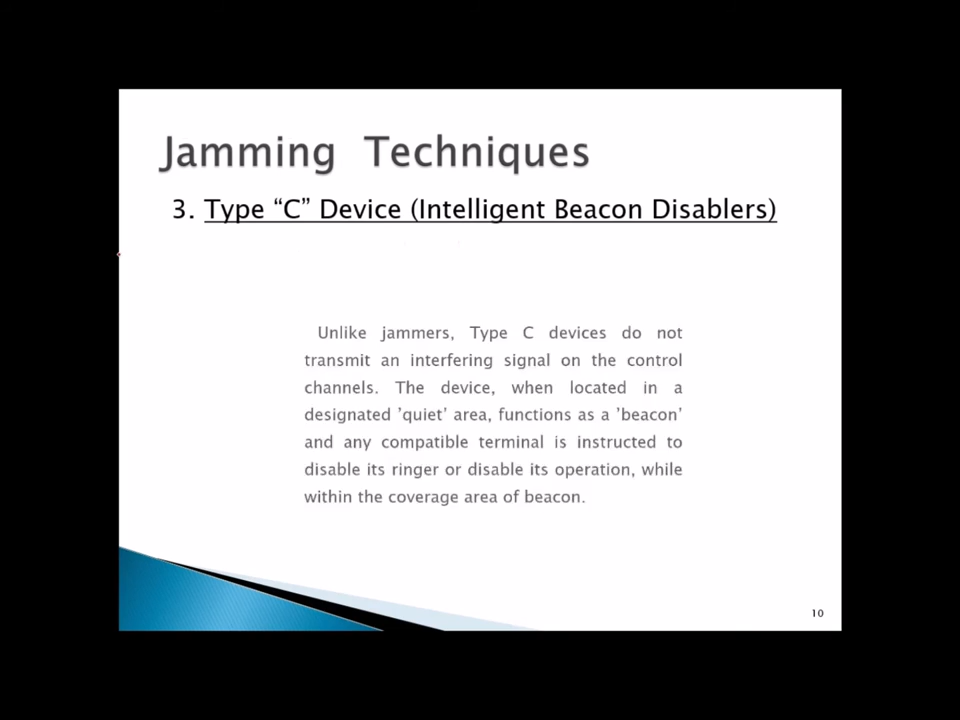 Jamming Techniques
3. Type “C” Device (Intelligent Beacon Disablers)
Unlike jammers, Type C devices do not
transmit an interfering signal on the control
channels. The device, when located in a
designated ’quiet’ area, functions as a ’beacon’
and any compatible terminal is instructed to
disable its ringer or disable its operation, while
within the coverage area of beacon.
10